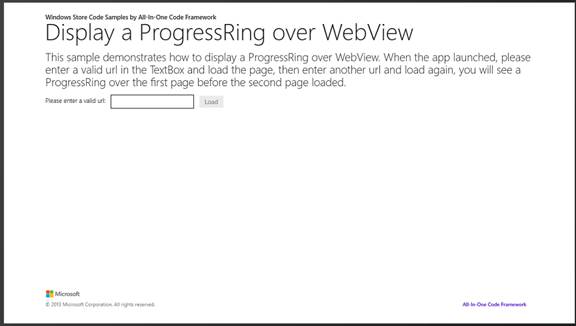 Windows Store Code Samples by All-In-One Code Framework
Display a ProgressRing over WebView
This sample demonstrates how to display a ProgressRing over WebView. When the app launched, please
enter a valid url in the TextBox and load the page, then enter another url and load again, you will see a
ProgressRing over the first page before the second page loaded.
Please enter a valid url: Load
Microsoft
© 2013 Microsoft Corporation. All rights reserved. All-In-One Code Framework